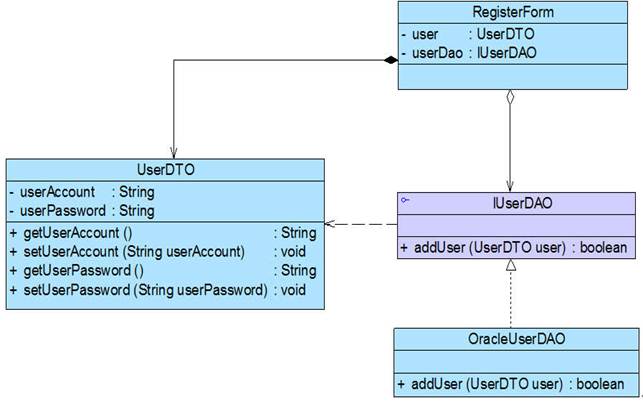 RegisterForm
- user : UserDTO
- userDao : IUserDAO
UserDTO
- userAccount : String
- userPassword : String
+ getUserAccount () : String
+ setUserAccount (String userAccount) : void
+ getUserPassword () : String
+ setUserPassword (String userPassword) : void
IUserDAO
+ addUser (UserDTO user) : boolean
OracleUserDAO
+ addUser (UserDTO user) : boolean